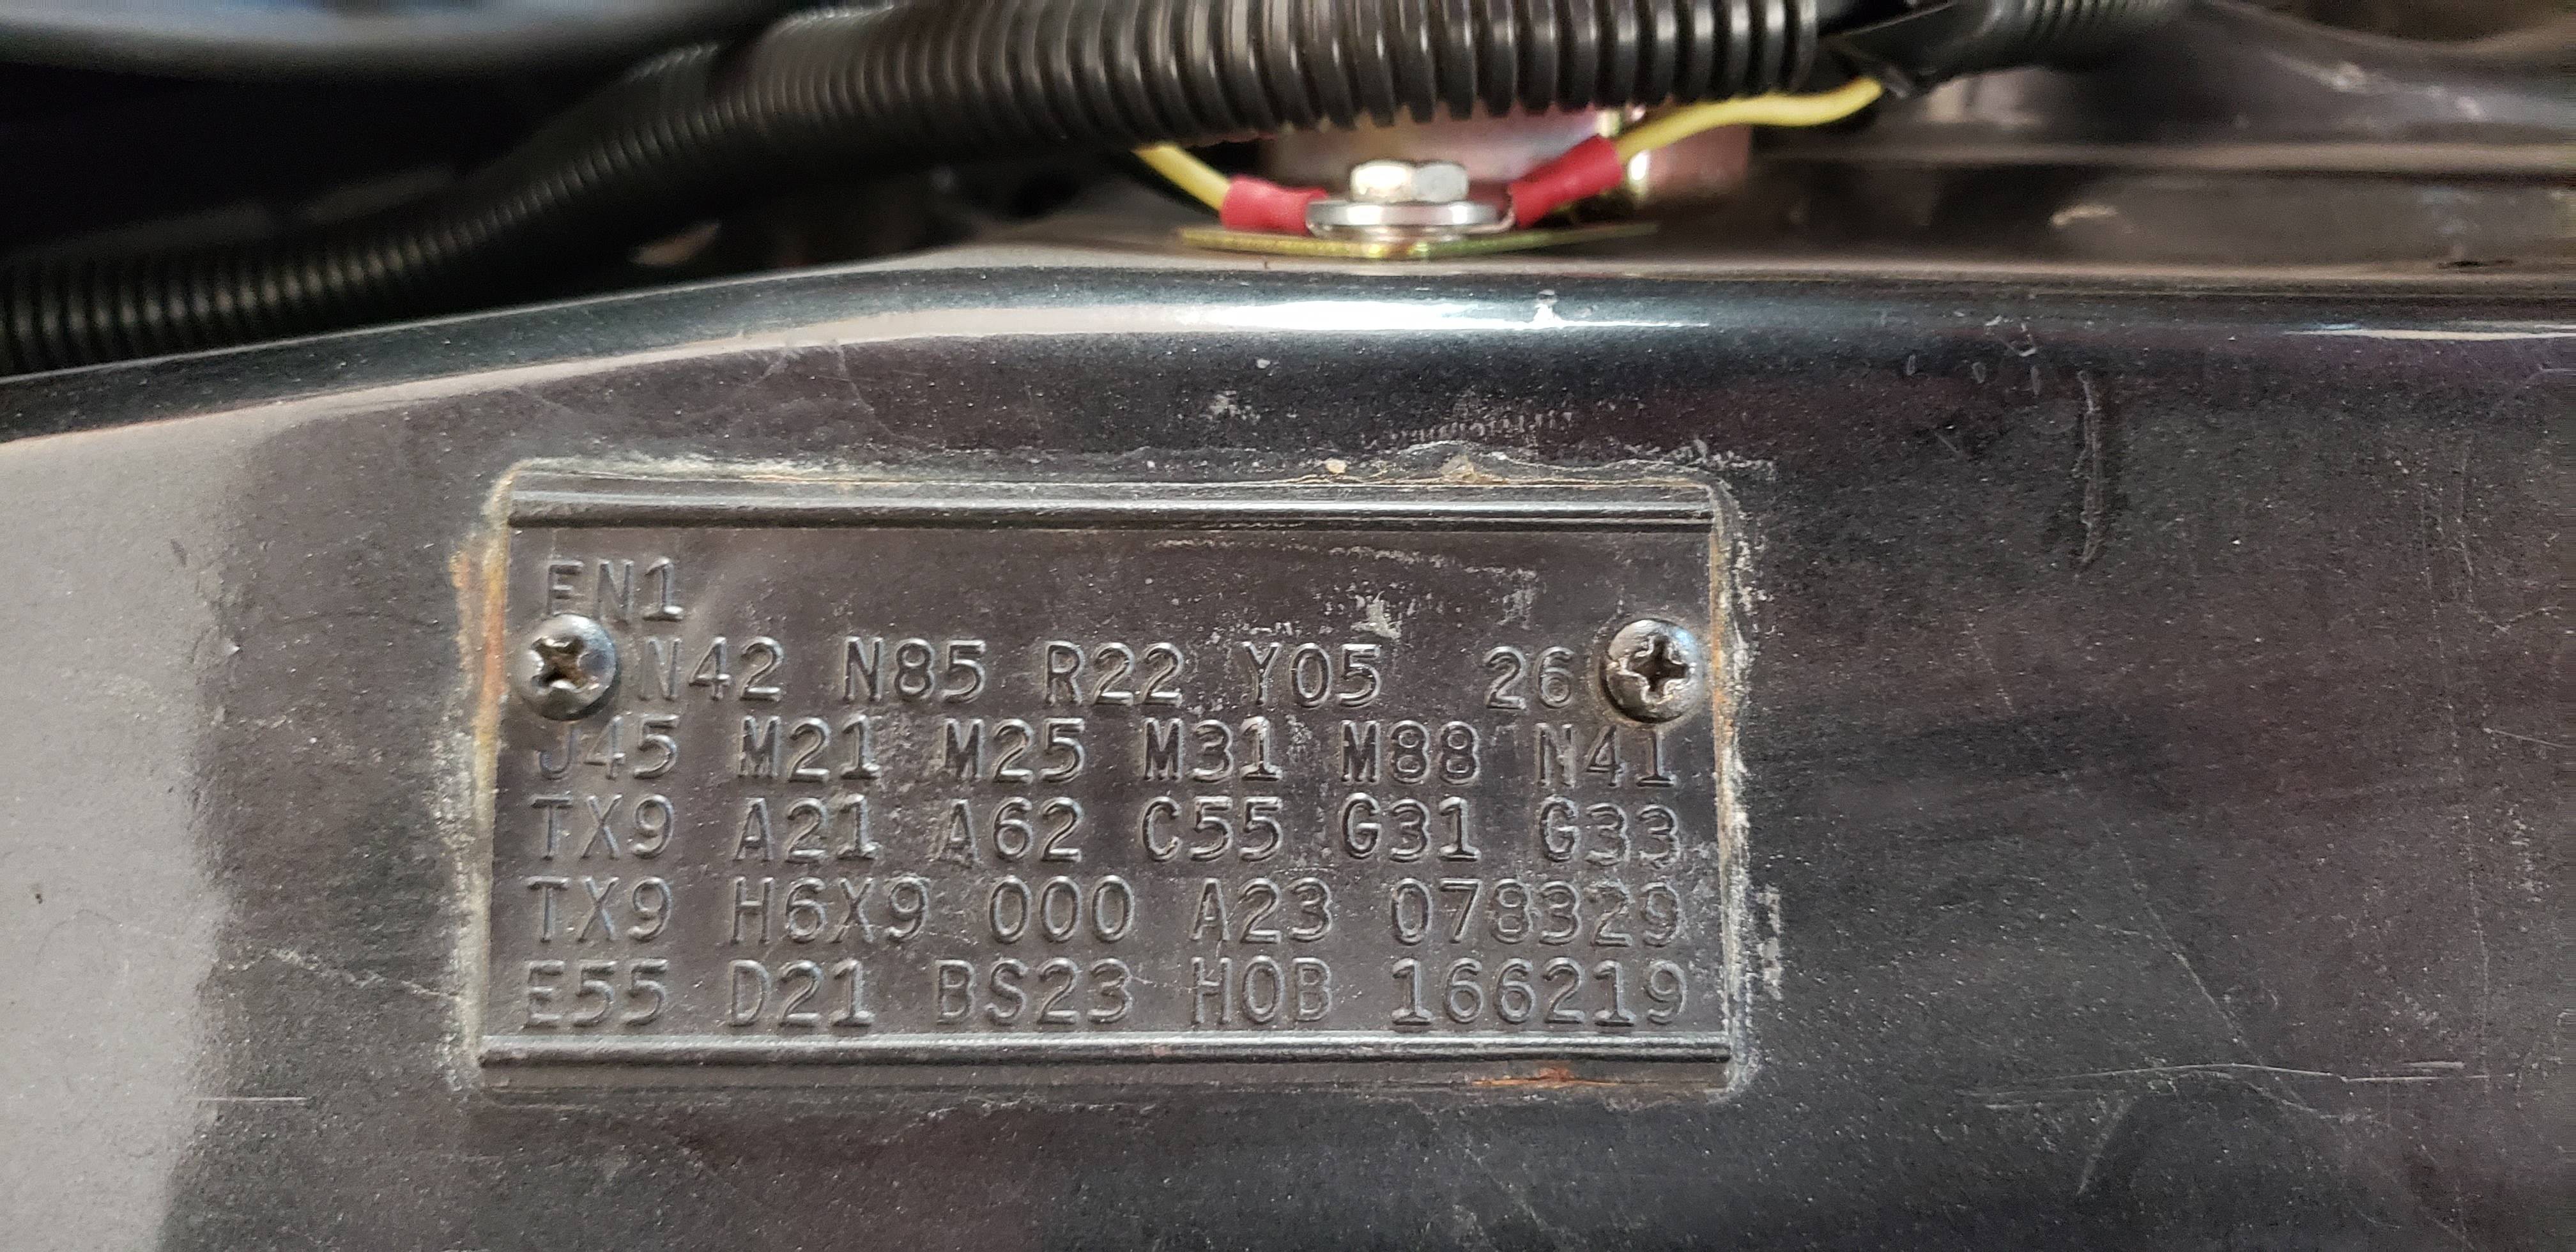 EN1
N42 N85 R22 Y05 26
J45 M21 M25 M31 M88 N41
TX9 A21 A62 C55 G31 G33
TX9 H6X9 000 A23 078329
E55 D21 BS23 H0B 166219